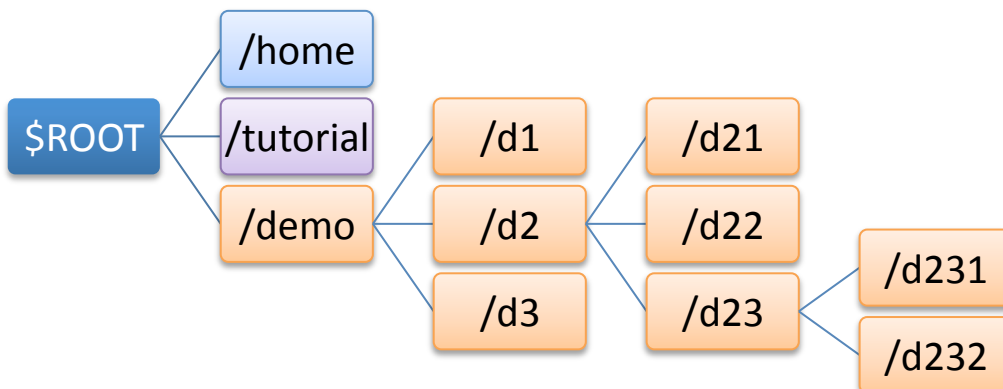 $ROOT
/home
/tutorial
/demo
/d1
/d2
/d3
/d21
/d22
/d23
/d231
/d232